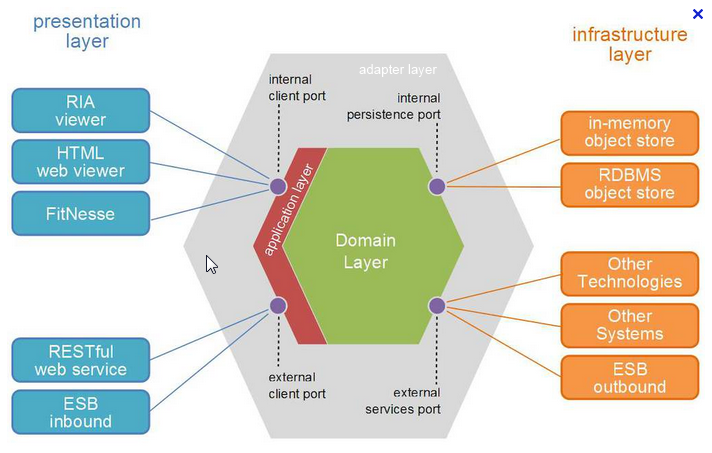 presentation
layer
RIA
viewer
HTML
web viewer
FitNesse
RESTful
web service
ESB
inbound
adapter layer
internal
client port
internal
persistence port
application layer
Domain
Layer
external
client port
external
services port
infrastructure
layer
in-memory
object store
RDBMS
object store
Other
Technologies
Other
Systems
ESB
outbound